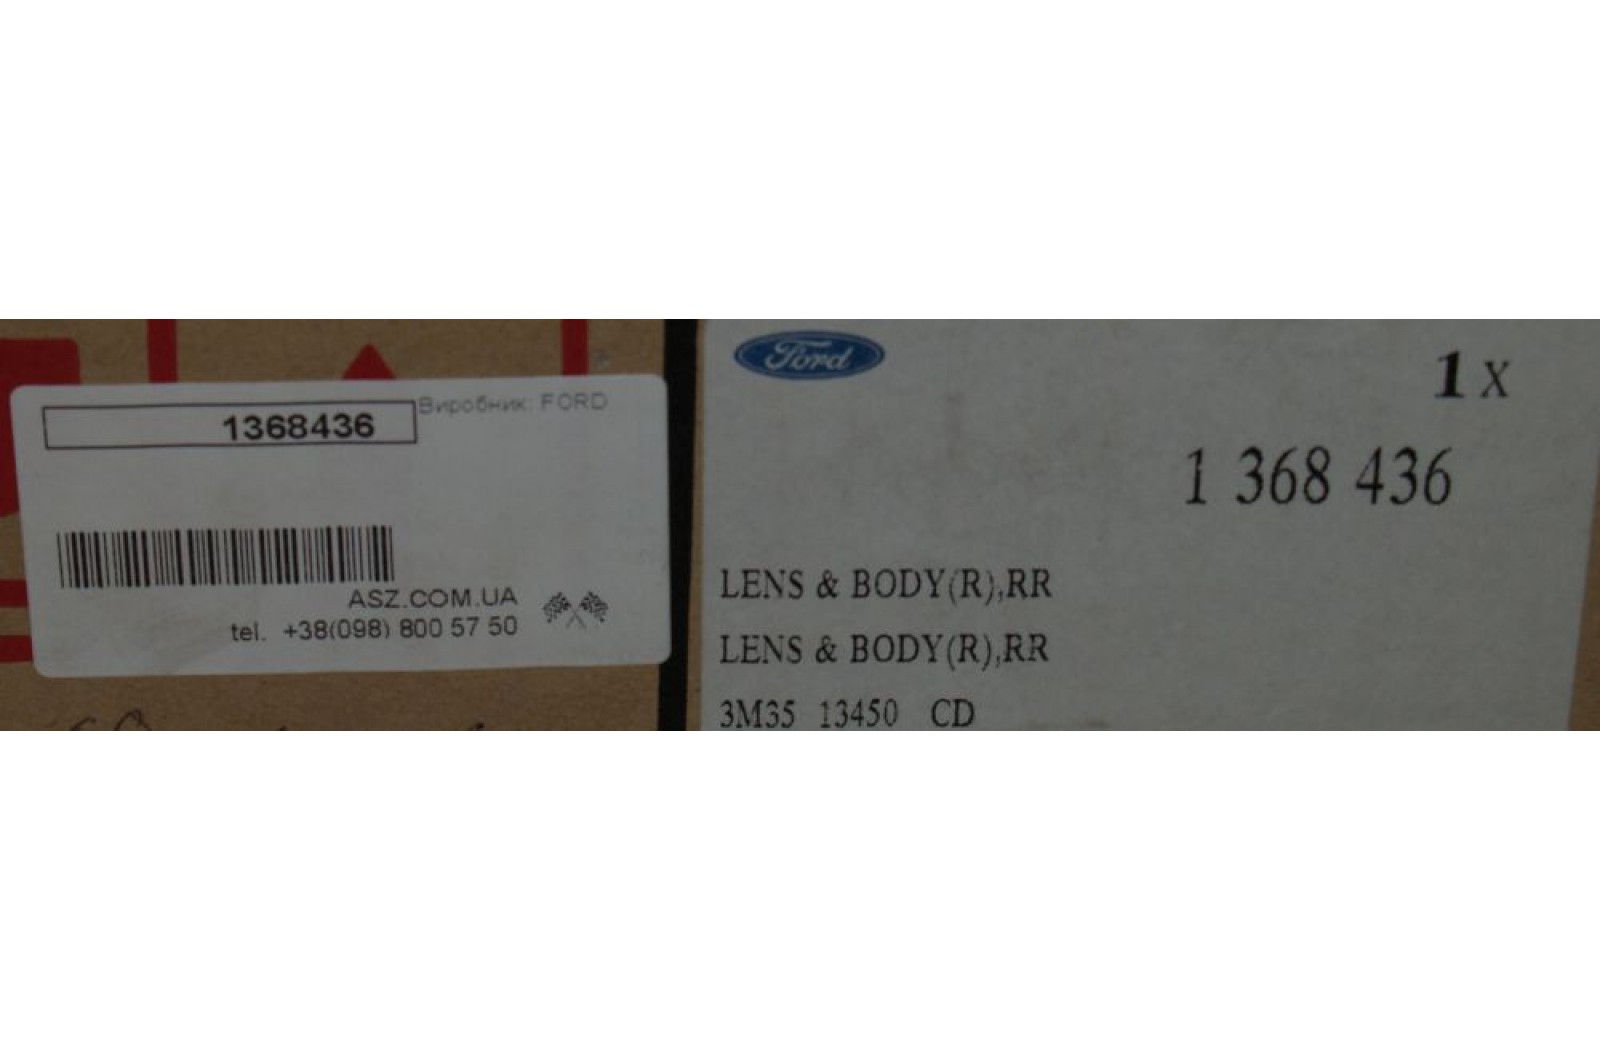 1368436
Виробник: FORD
ASZ.COM.UA
tel. +38(098) 800 57 50
Ford
1 X
1 368 436
LENS & BODY(R),RR
LENS & BODY(R),RR
3M35 13450 CD